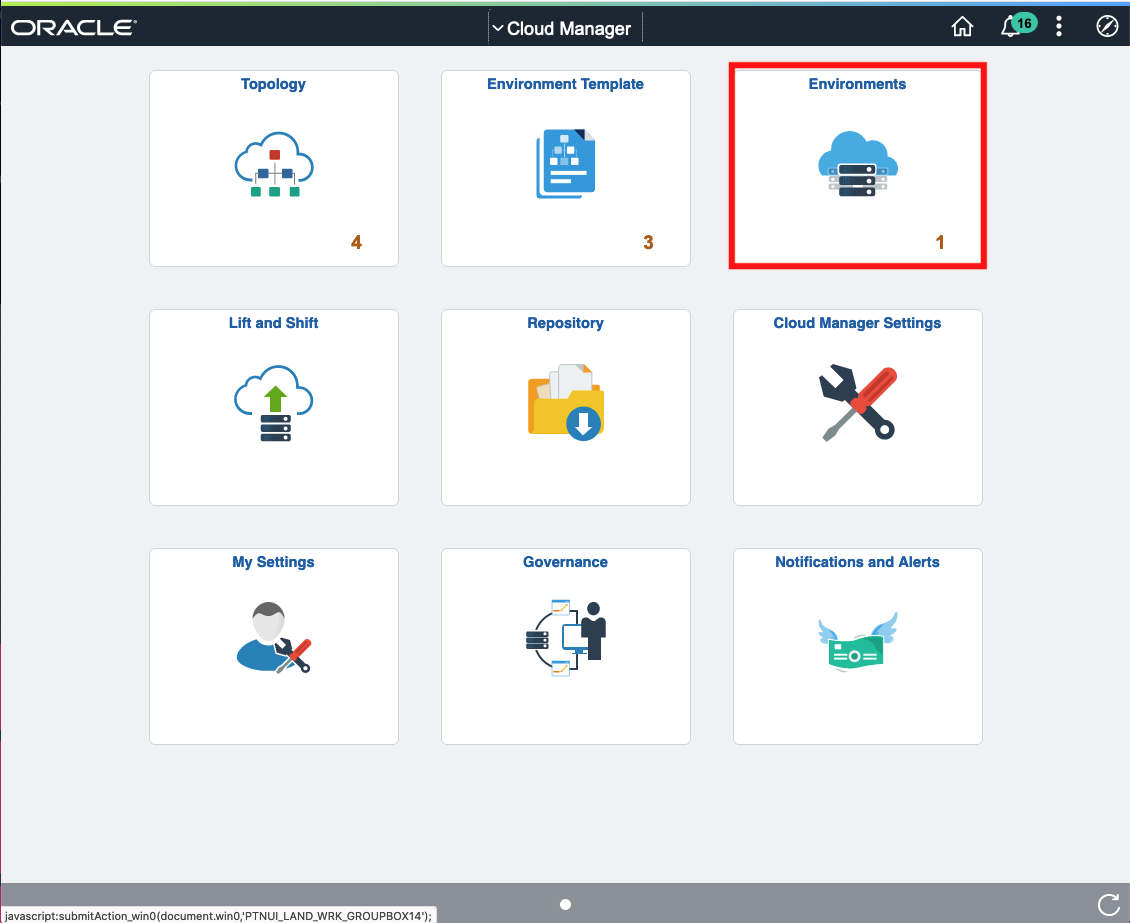 ORACLE
Cloud Manager
16
Topology
Environment Template
Environments
4
3
1
Lift and Shift
Repository
Cloud Manager Settings
My Settings
Governance
Notifications and Alerts
javascript:submitAction_win0(document.win0,'PTNUI_LAND_WRK_GROUPBOX14');